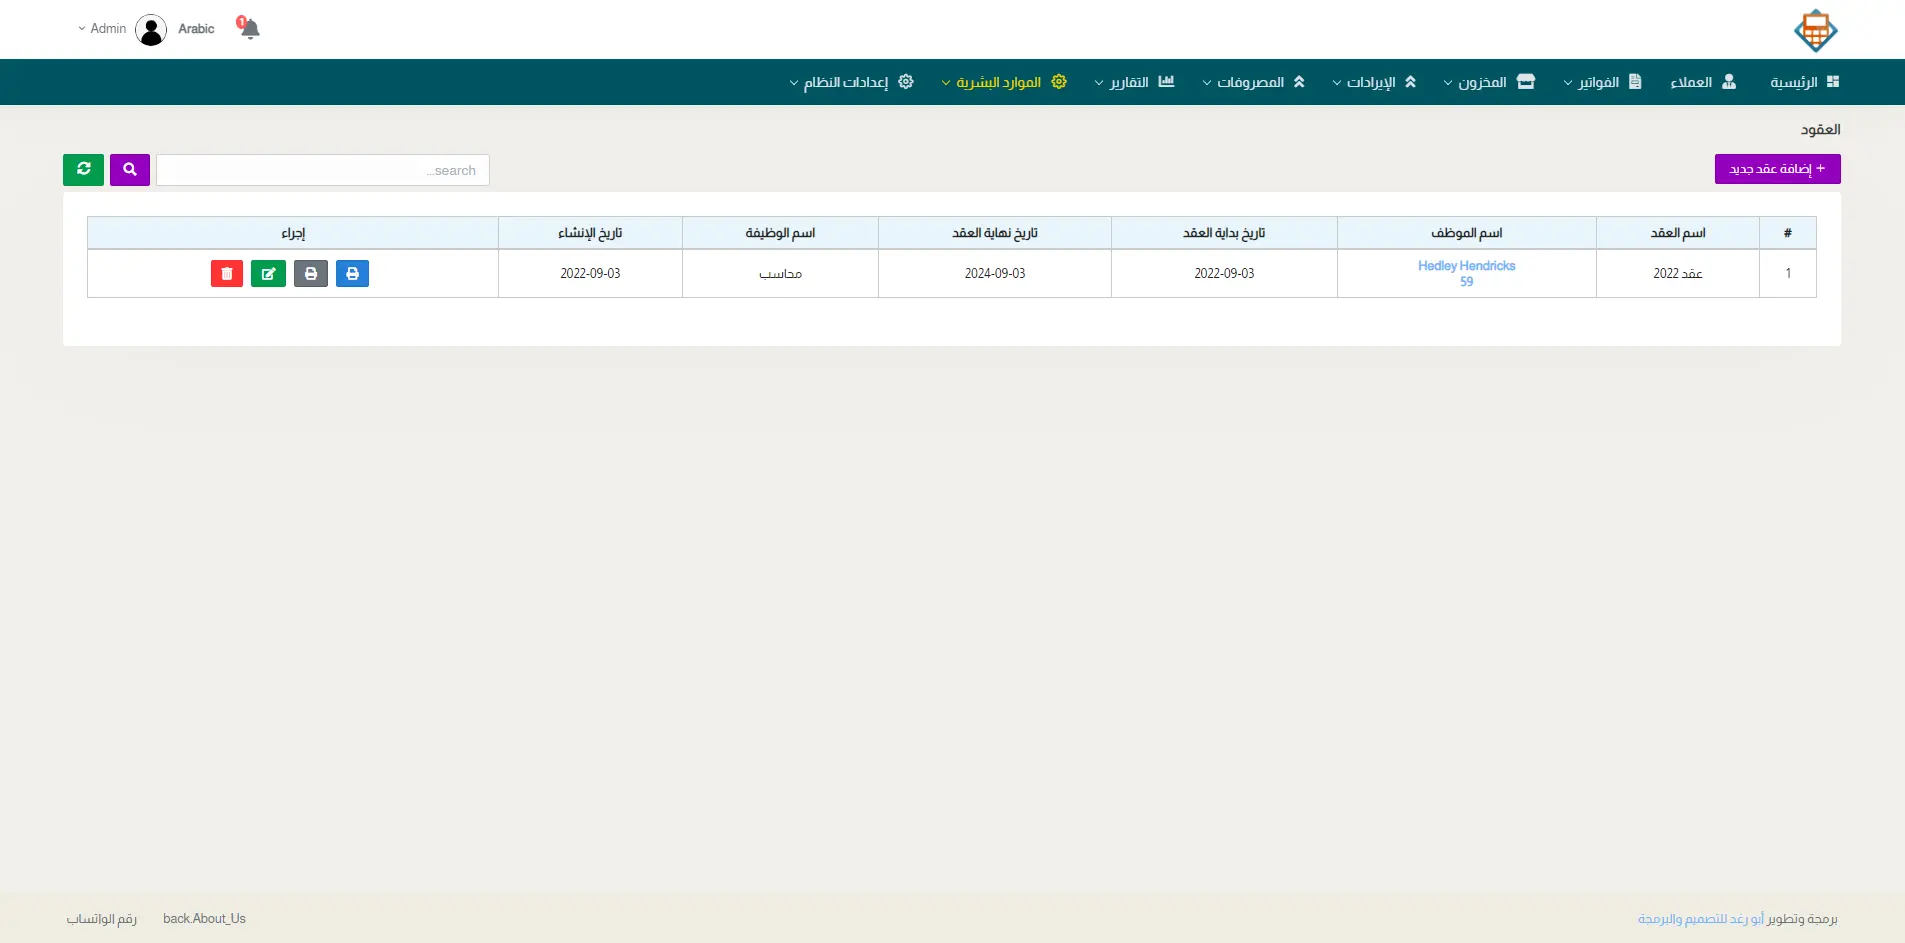 1
Arabic
Admin
الرئيسية
العملاء
الفواتير
المخزون
الإيرادات
المصروفات
التقارير
الموارد البشرية
إعدادات النظام
العقود
+ إضافة عقد جديد
search...
#
اسم العقد
اسم الموظف
تاريخ بداية العقد
تاريخ نهاية العقد
اسم الوظيفة
تاريخ الإنشاء
إجراء
1
عقد 2022
Hedley Hendricks
59
2022-09-03
2024-09-03
محاسب
2022-09-03
برمجة وتطوير أبو رغد للتصميم والبرمجة
back.About_Us
رقم الواتساب